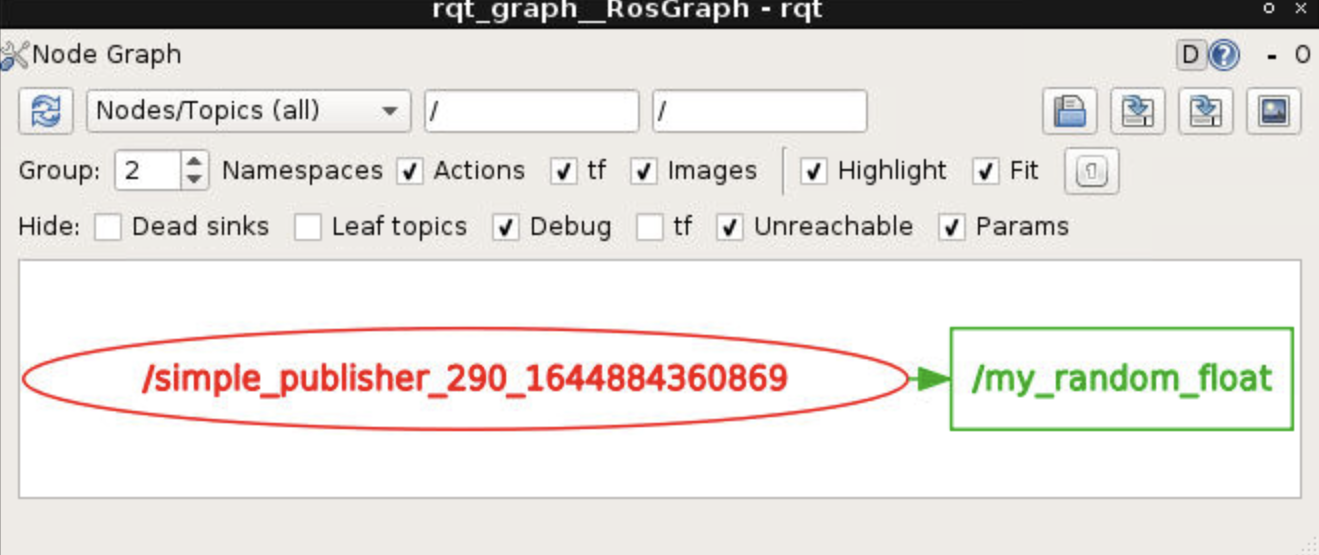 rqt_graph__RosGraph - rqt
Node Graph D ? - O
Nodes/Topics (all) / /
Group: 2 Namespaces Actions tf Images Highlight Fit
Hide: Dead sinks Leaf topics Debug tf Unreachable Params
/simple_publisher_290_1644884360869 /my_random_float